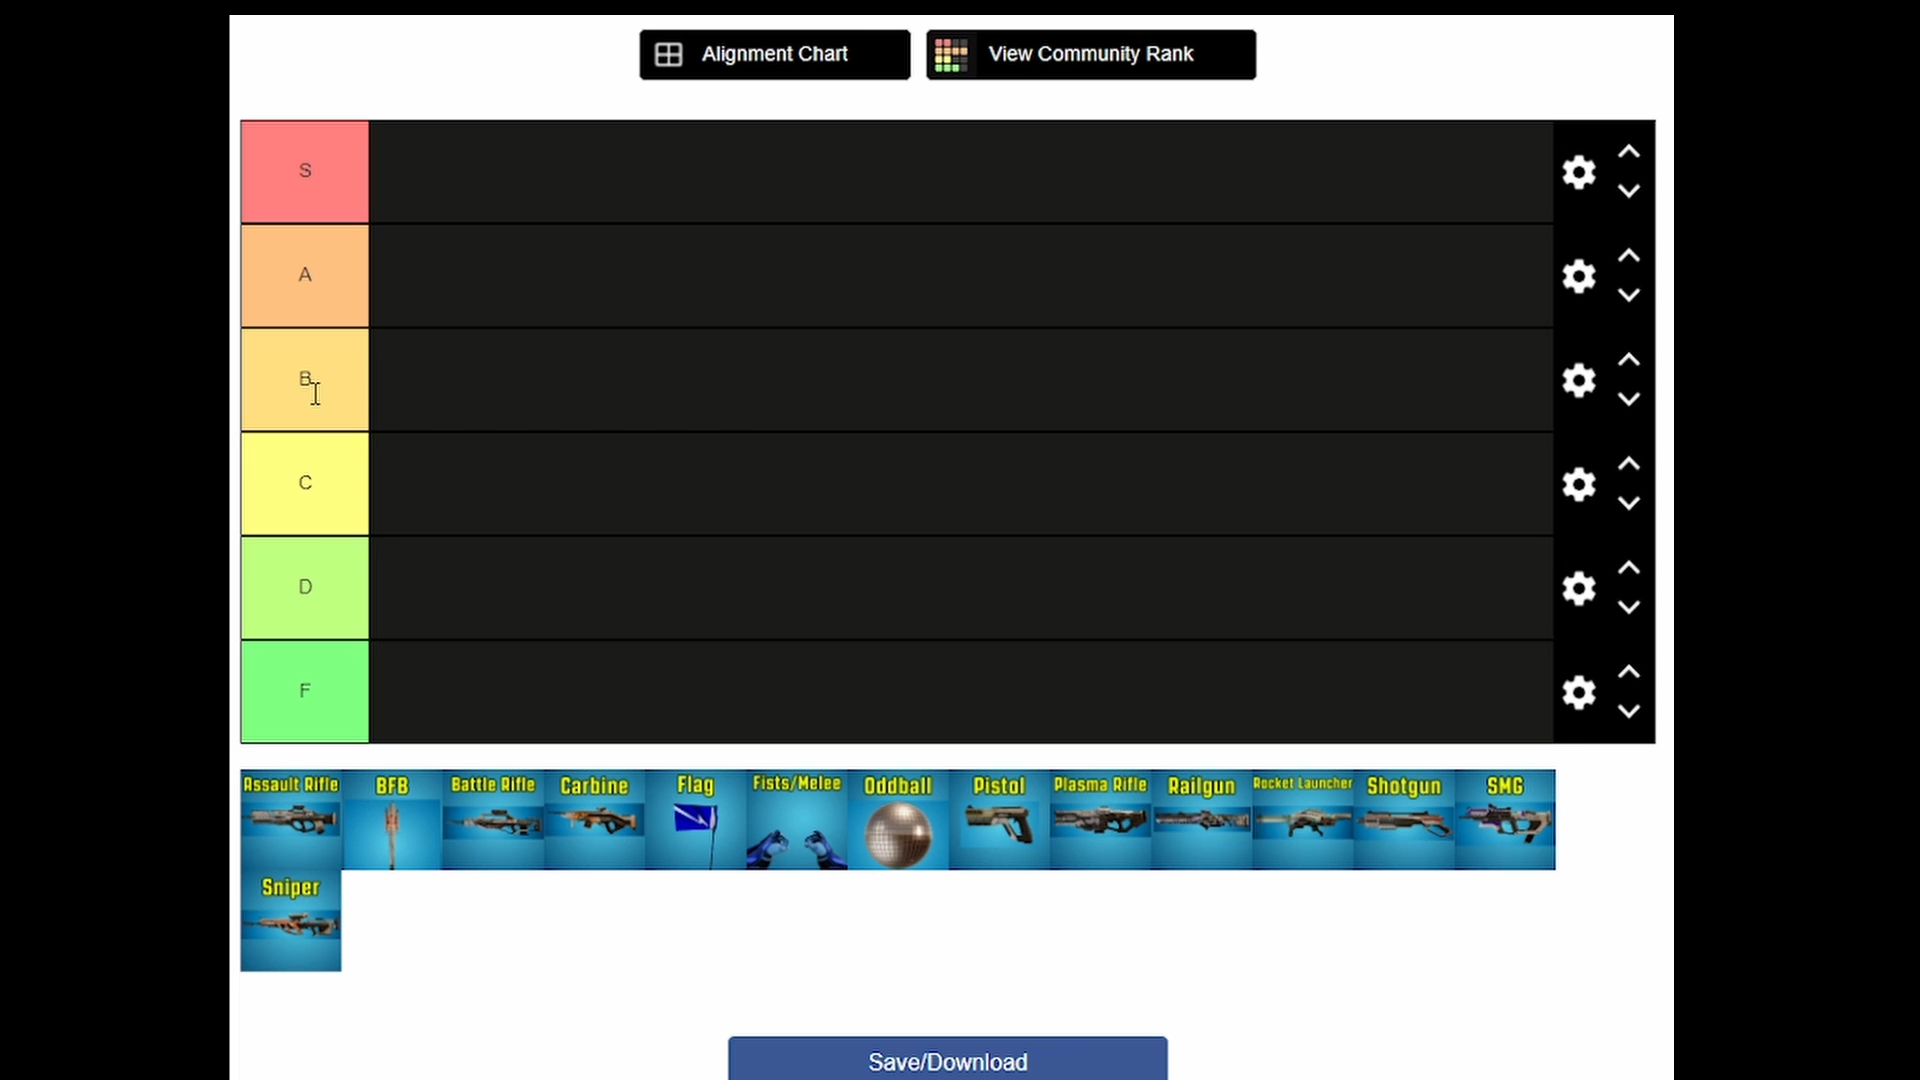 Alignment Chart
View Community Rank
S
A
B
C
D
F
Assault Rifle
BFB
Battle Rifle
Carbine
Flag
Fists/Melee
Oddball
Pistol
Plasma Rifle
Railgun
Rocket Launcher
Shotgun
SMG
Sniper
Save/Download